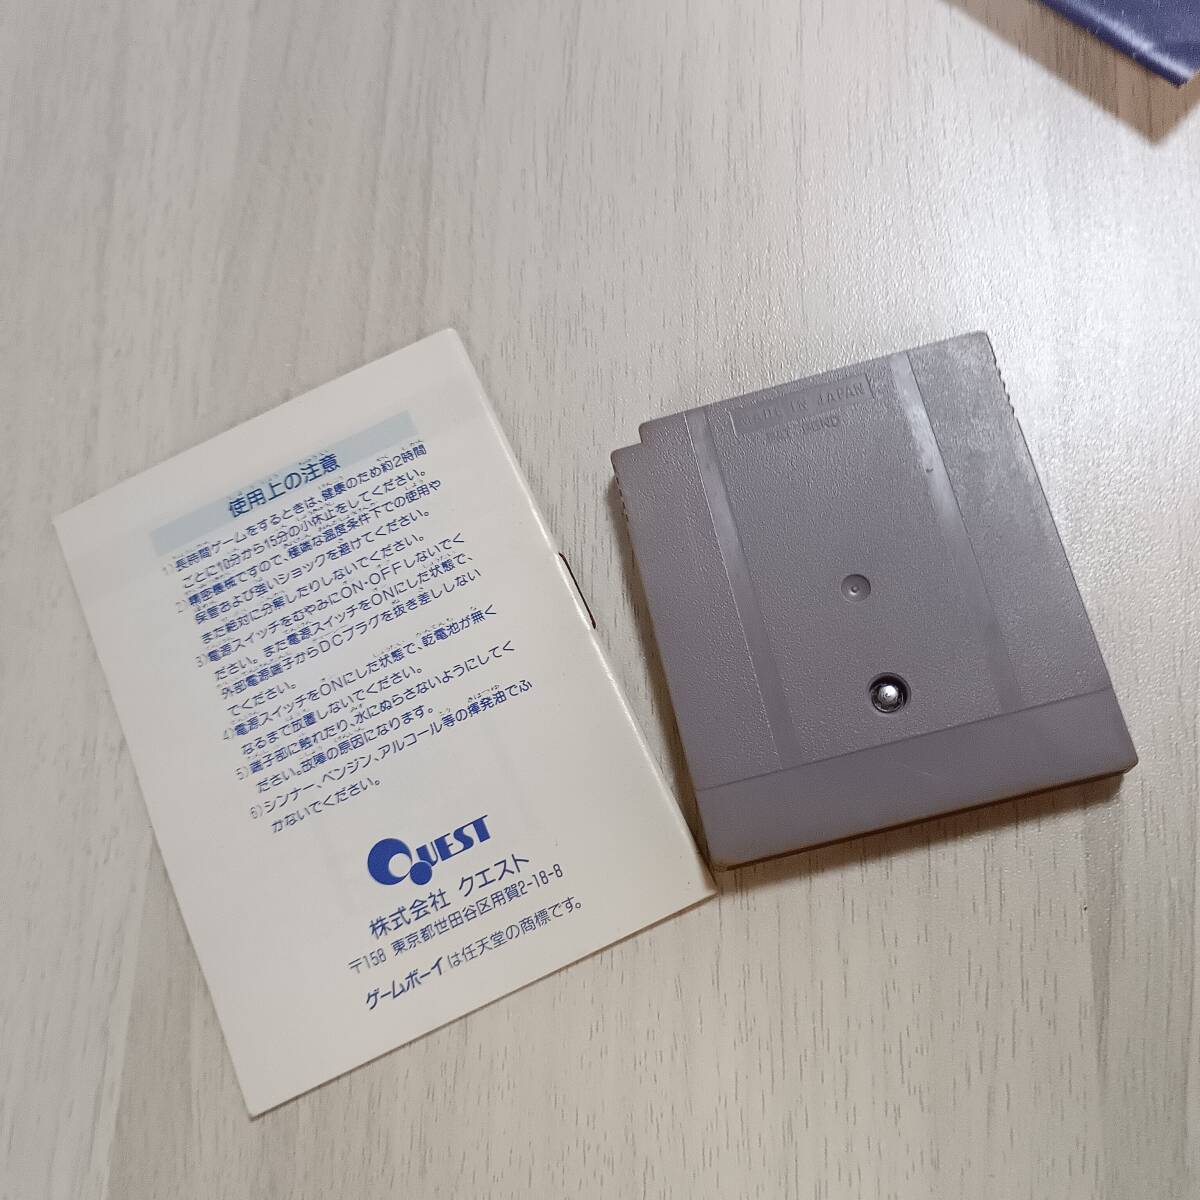 使用上の注意
1)長時間ゲームをするときは、健康のため約2時間
ごとに10分から15分の小休止をしてください。
2)精密機械ですので、極端な温度条件下での使用や
保管および強いショックを避けてください。
また絶対に分解したりしないでください。
3)電源スイッチをむやみにON・OFFしないでく
ださい。また電源スイッチをONにした状態で、
外部電源端子からDCプラグを抜き差ししない
でください。
4)電源スイッチをONにした状態で、乾電池が無く
なるまで放置しないでください。
5)端子部に触れたり、水にぬらさないようにしてく
ださい。故障の原因になります。
6)シンナー、ベンジン、アルコール等の揮発油でふ
かないでください。
QUEST
株式会社 クエスト
〒158 東京都世田谷区用賀2-18-8
ゲームボーイは任天堂の商標です。
MADE IN JAPAN
PAT. PEND